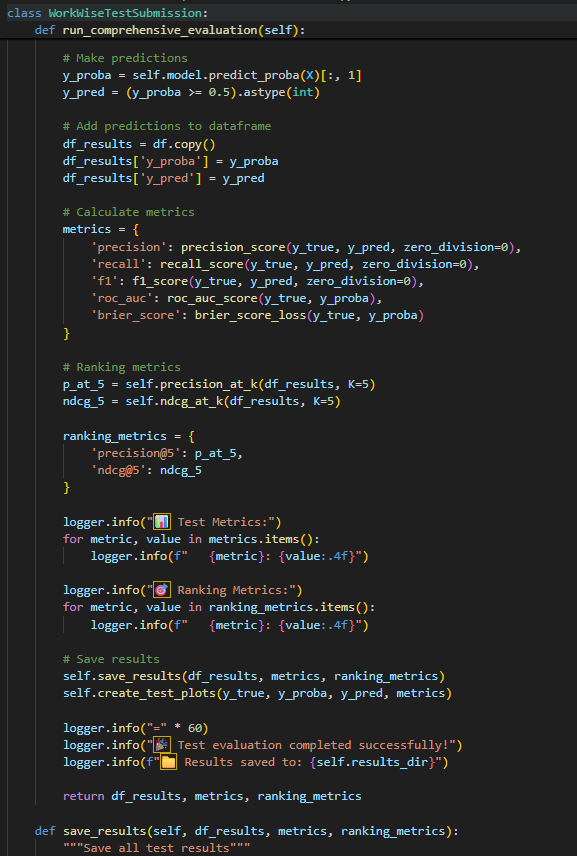 class WorkWiseTestSubmission:
    def run_comprehensive_evaluation(self):
        # Make predictions
        y_proba = self.model.predict_proba(X)[:, 1]
        y_pred = (y_proba >= 0.5).astype(int)

        # Add predictions to dataframe
        df_results = df.copy()
        df_results['y_proba'] = y_proba
        df_results['y_pred'] = y_pred

        # Calculate metrics
        metrics = {
            'precision': precision_score(y_true, y_pred, zero_division=0),
            'recall': recall_score(y_true, y_pred, zero_division=0),
            'f1': f1_score(y_true, y_pred, zero_division=0),
            'roc_auc': roc_auc_score(y_true, y_proba),
            'brier_score': brier_score_loss(y_true, y_proba)
        }

        # Ranking metrics
        p_at_5 = self.precision_at_k(df_results, K=5)
        ndcg_5 = self.ndcg_at_k(df_results, K=5)

        ranking_metrics = {
            'precision@5': p_at_5,
            'ndcg@5': ndcg_5
        }

        logger.info("📊 Test Metrics:")
        for metric, value in metrics.items():
            logger.info(f"   {metric}: {value:.4f}")

        logger.info("🎯 Ranking Metrics:")
        for metric, value in ranking_metrics.items():
            logger.info(f"   {metric}: {value:.4f}")

        # Save results
        self.save_results(df_results, metrics, ranking_metrics)
        self.create_test_plots(y_true, y_proba, y_pred, metrics)

        logger.info("=" * 60)
        logger.info("🎉 Test evaluation completed successfully!")
        logger.info(f"📁 Results saved to: {self.results_dir}")

        return df_results, metrics, ranking_metrics

    def save_results(self, df_results, metrics, ranking_metrics):
        """Save all test results"""